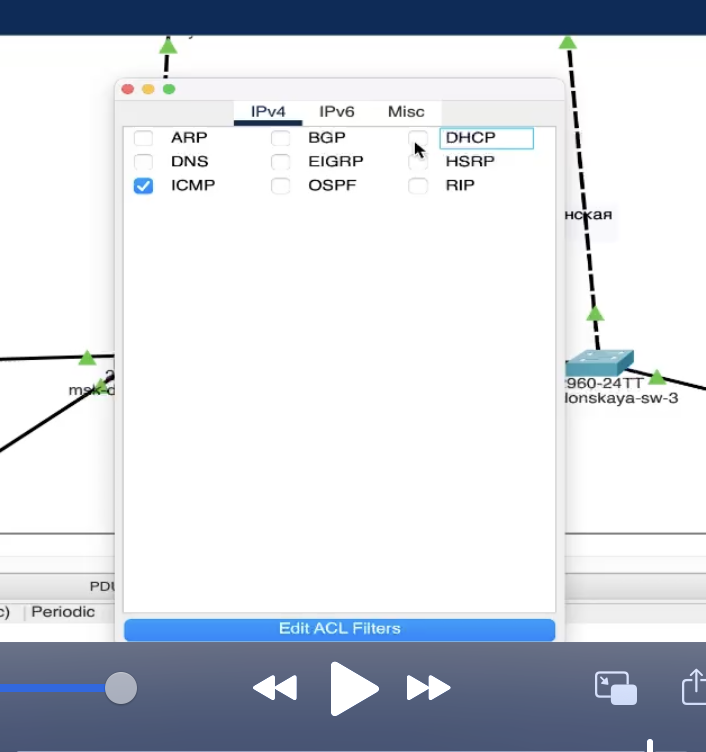 IPv4 IPv6 Misc
ARP BGP DHCP
DNS EIGRP HSRP
ICMP OSPF RIP
нская
960-24TT
msk-d
lonskaya-sw-3
PDU
c) Periodic
Edit ACL Filters